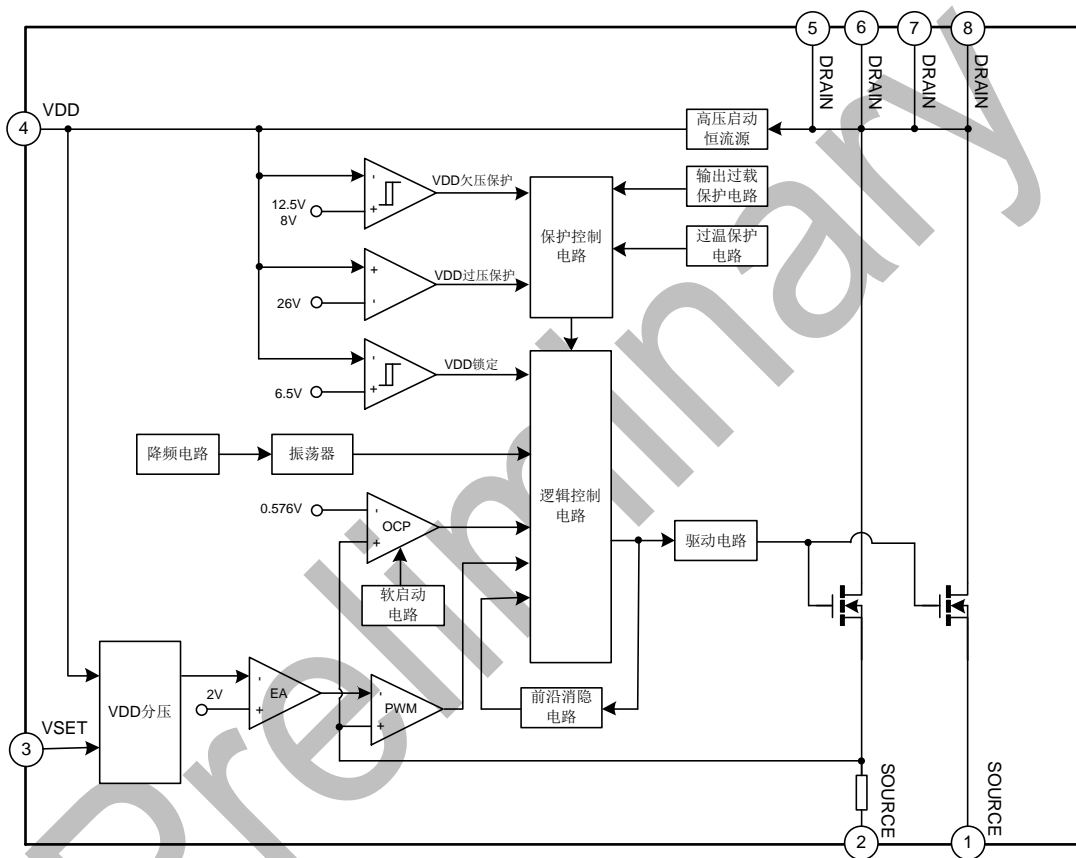 5
6
7
8
DRAIN
DRAIN
DRAIN
DRAIN
VDD
4
高压启动
恒流源
VDD欠压保护
12.5V
8V
-
+
输出过载
保护电路
保护控制
电路
过温保护
电路
VDD过压保护
+
-
26V
VDD锁定
-
+
6.5V
降频电路
振荡器
逻辑控制
电路
0.576V
-
OCP
+
驱动电路
软启动
电路
VDD分压
-
EA
+
2V
-
PWM
+
前沿消隐
电路
VSET
3
SOURCE
SOURCE
2
1
Preliminary